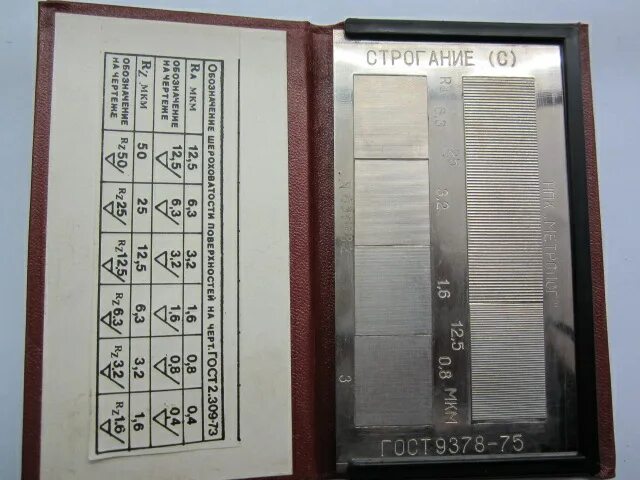 ОБОЗНАЧЕНИЕ ШЕРОХОВАТОСТИ ПОВЕРХНОСТЕЙ НА ЧЕРТ. ГОСТ 2.309-73
RА МКМ 12,5 6,3 3,2 1,6 0,8 0,4
ОБОЗНАЧЕНИЕ
НА ЧЕРТЕЖЕ 12,5 6,3 3,2 1,6 0,8 0,4
RZ МКМ 50 25 12,5 6,3 3,2 1,6
ОБОЗНАЧЕНИЕ
НА ЧЕРТЕЖЕ RZ50 RZ25 RZ12,5 RZ6.3 RZ3,2 RZ1.6
СТРОГАНИЕ (С)
Ra 6,3 3,2 1,6 0,8 МКМ
25 12,5
N
3
ГОСТ 9378-75